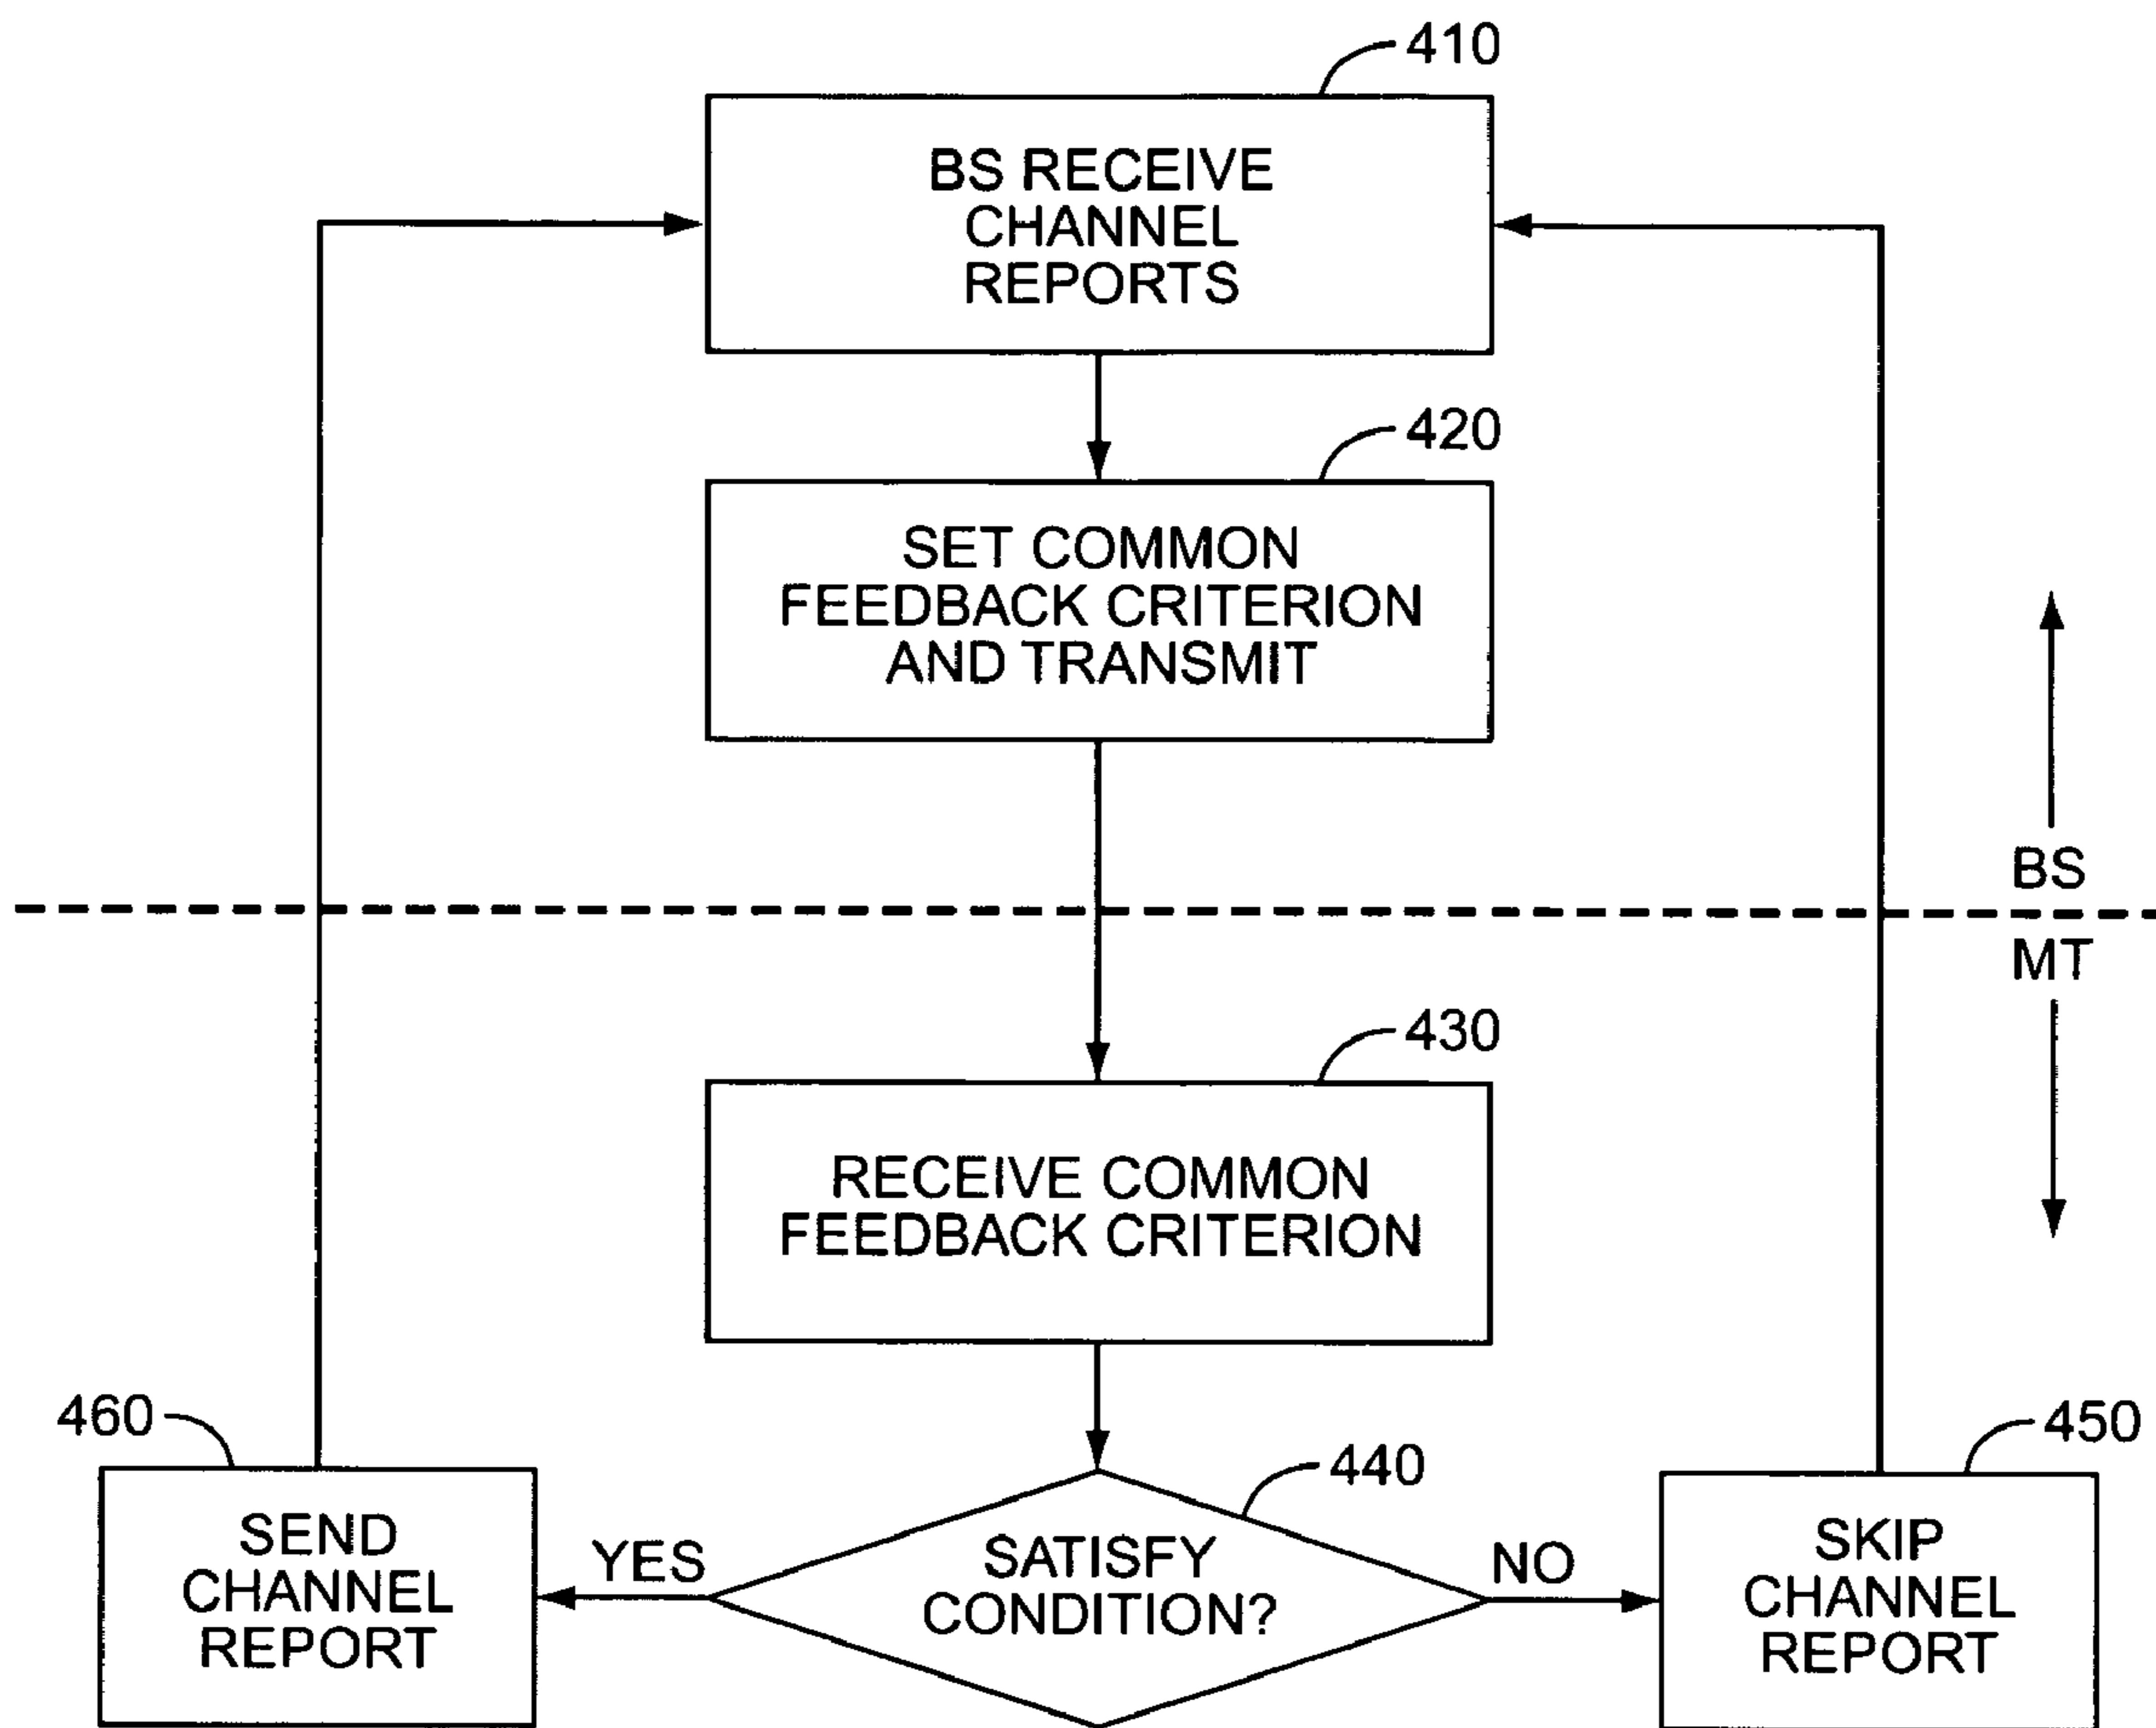 410
BS RECEIVE
CHANNEL
REPORTS
420
SET COMMON
FEEDBACK CRITERION
AND TRANSMIT
BS
MT
430
RECEIVE COMMON
FEEDBACK CRITERION
460
440
450
SEND
CHANNEL
REPORT
YES
SATISFY
CONDITION?
NO
SKIP
CHANNEL
REPORT